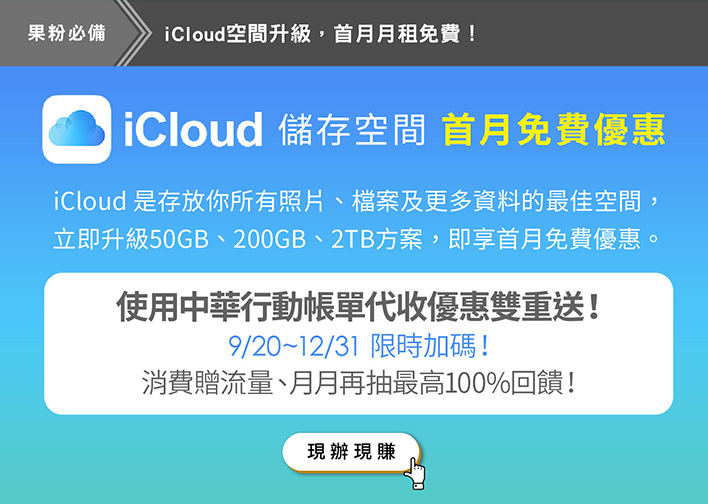 果粉必備
iCloud空間升級，首月月租免費！
iCloud 儲存空間 首月免費優惠
iCloud 是存放你所有照片、檔案及更多資料的最佳空間，
立即升級50GB、200GB、2TB方案，即享首月免費優惠。
使用中華行動帳單代收優惠雙重送！
9/20~12/31 限時加碼！
消費贈流量、月月再抽最高100%回饋！
現辦現賺